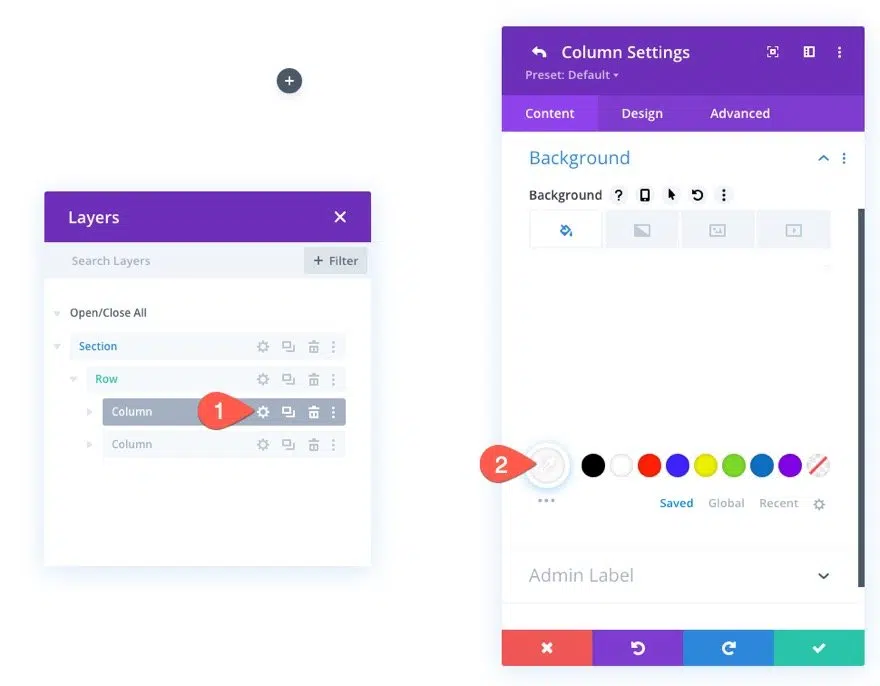 Layers
Search Layers
+ Filter
Open/Close All
Section
Row
Column
1
Column
Column Settings
Preset: Default
Content Design Advanced
Background
Background ?
2
Saved Global Recent
Admin Label